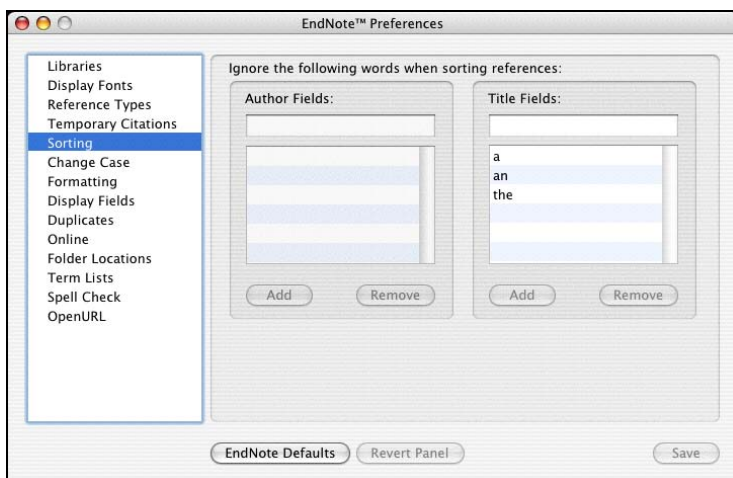 EndNote™ Preferences
Libraries
Display Fonts
Reference Types
Temporary Citations
Sorting
Change Case
Formatting
Display Fields
Duplicates
Online
Folder Locations
Term Lists
Spell Check
OpenURL
Ignore the following words when sorting references:
Author Fields:
Add Remove
Title Fields:
a
an
the
Add Remove
EndNote Defaults Revert Panel Save